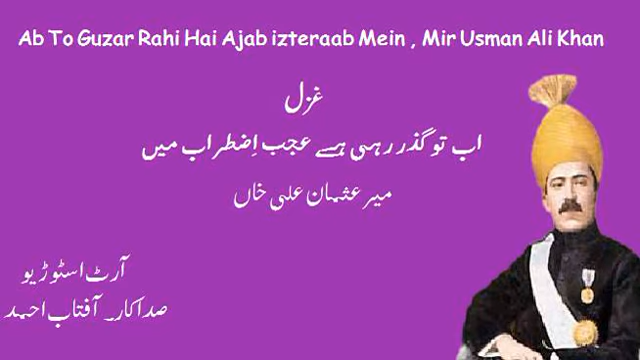 Ab To Guzar Rahi Hai Ajab izteraab Mein , Mir Usman Ali Khan
غزل
اب تو گذر رہی ہے عجب اِضطراب میں
میر عثمان علی خاں
آرٹ اسٹوڑیو
صداکار۔ آفتاب احمد